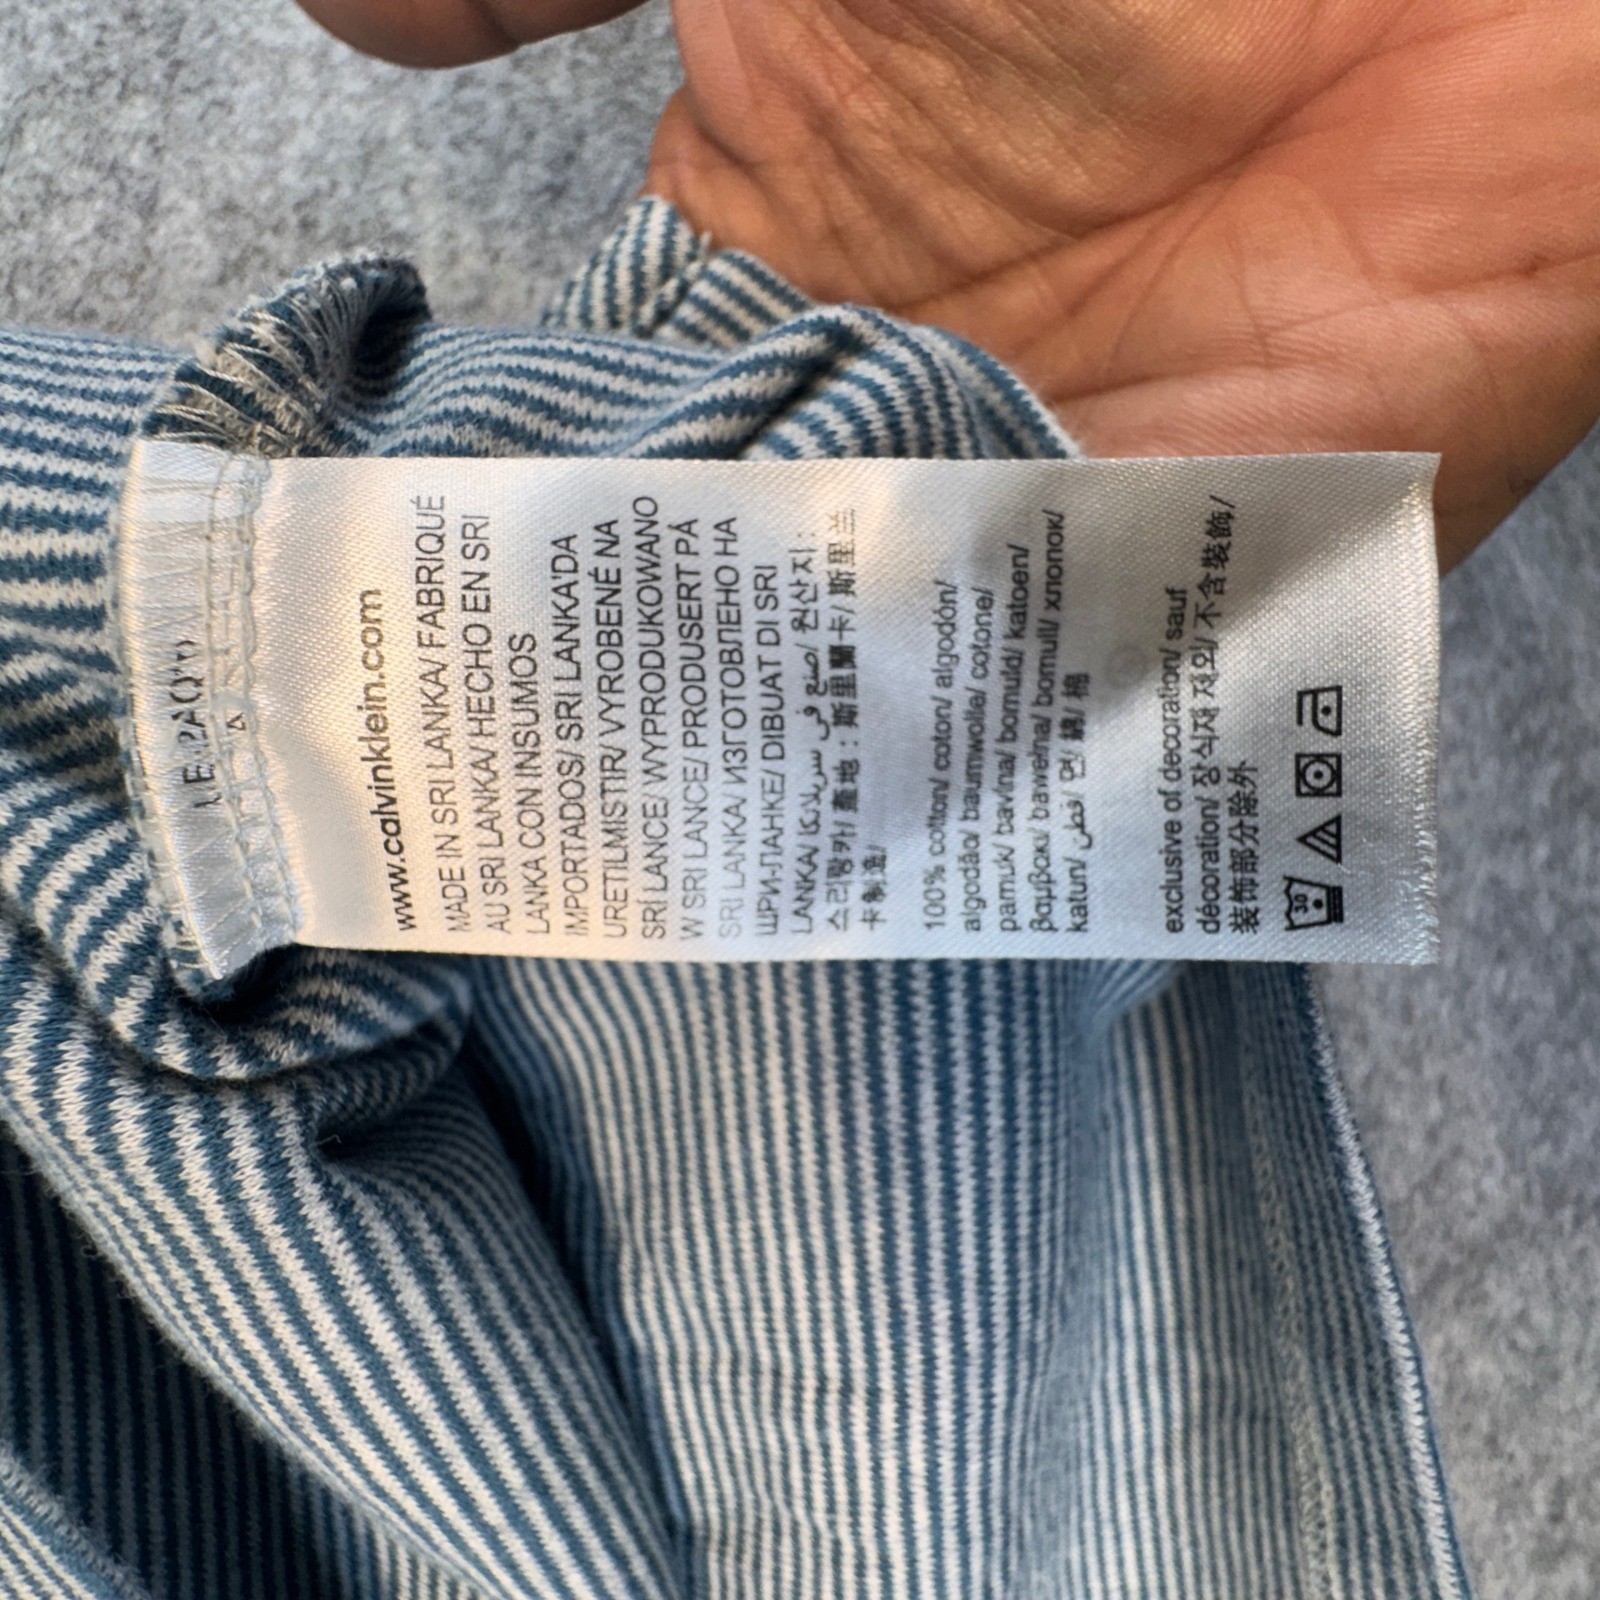 www.calvinklein.com
MADE IN SRI LANKA/ FABRIQUÉ
AU SRI LANKA/ HECHO EN SRI
LANKA CON INSUMOS
IMPORTADOS/ SRI LANKA'DA
URETILMISTIR/ VYROBENÉ NA
SRÍ LANCE/ WYPRODUKOWANO
W SRI LANCE/ PRODUSERT PÅ
SRI LANKA/ ИЗГОТОВЛЕНО НА
ШРИ-ЛАНКЕ/ DIBUAT DI SRI
LANKA/ صنع في سريلانكا/ 원산지:
스리랑카/ 產地：斯里蘭卡/ 斯里兰
卡制造/
100% cotton/ coton/ algodón/
algodão/ baumwolle/ cotone/
pamuk/ bavlna/ bomuld/ katoen/
βαμβακι/ bawełna/ bomull/ хлопок/
katun/ قطن/ 면/ 綿/ 棉
exclusive of decoration/ sauf
décoration/ 장식재 제외/ 不含裝飾/
装饰部分除外
30